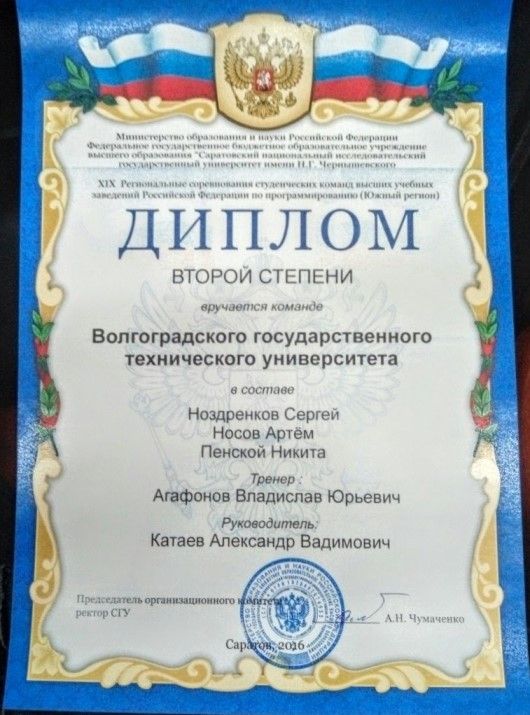 Министерство образования и науки Российской Федерации
Федеральное государственное бюджетное образовательное учреждение
высшего образования "Саратовский национальный исследовательский
государственный университет имени Н.Г. Чернышевского
XIX Региональные соревнования студенческих команд высших учебных
заведений Российской Федерации по программированию (Южный регион)
ДИПЛОМ
ВТОРОЙ СТЕПЕНИ
вручается команде
Волгоградского государственного
технического университета
в составе
Ноздренков Сергей
Носов Артём
Пенской Никита
Тренер :
Агафонов Владислав Юрьевич
Руководитель:
Катаев Александр Вадимович
Председатель организационного комитета
ректор СГУ
А.Н. Чумаченко
Саратов, 2016